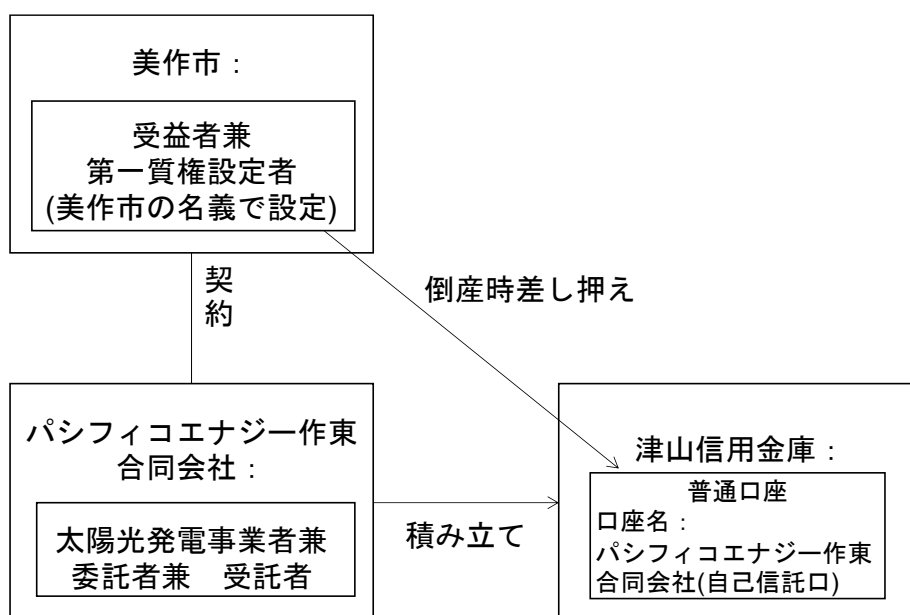 美作市：
受益者兼
第一質権設定者
(美作市の名義で設定)
契
約
倒産時差し押え
パシフィコエナジー作東
合同会社：
太陽光発電事業者兼
委託者兼　受託者
積み立て
津山信用金庫：
普通口座
口座名：
パシフィコエナジー作東
合同会社(自己信託口)